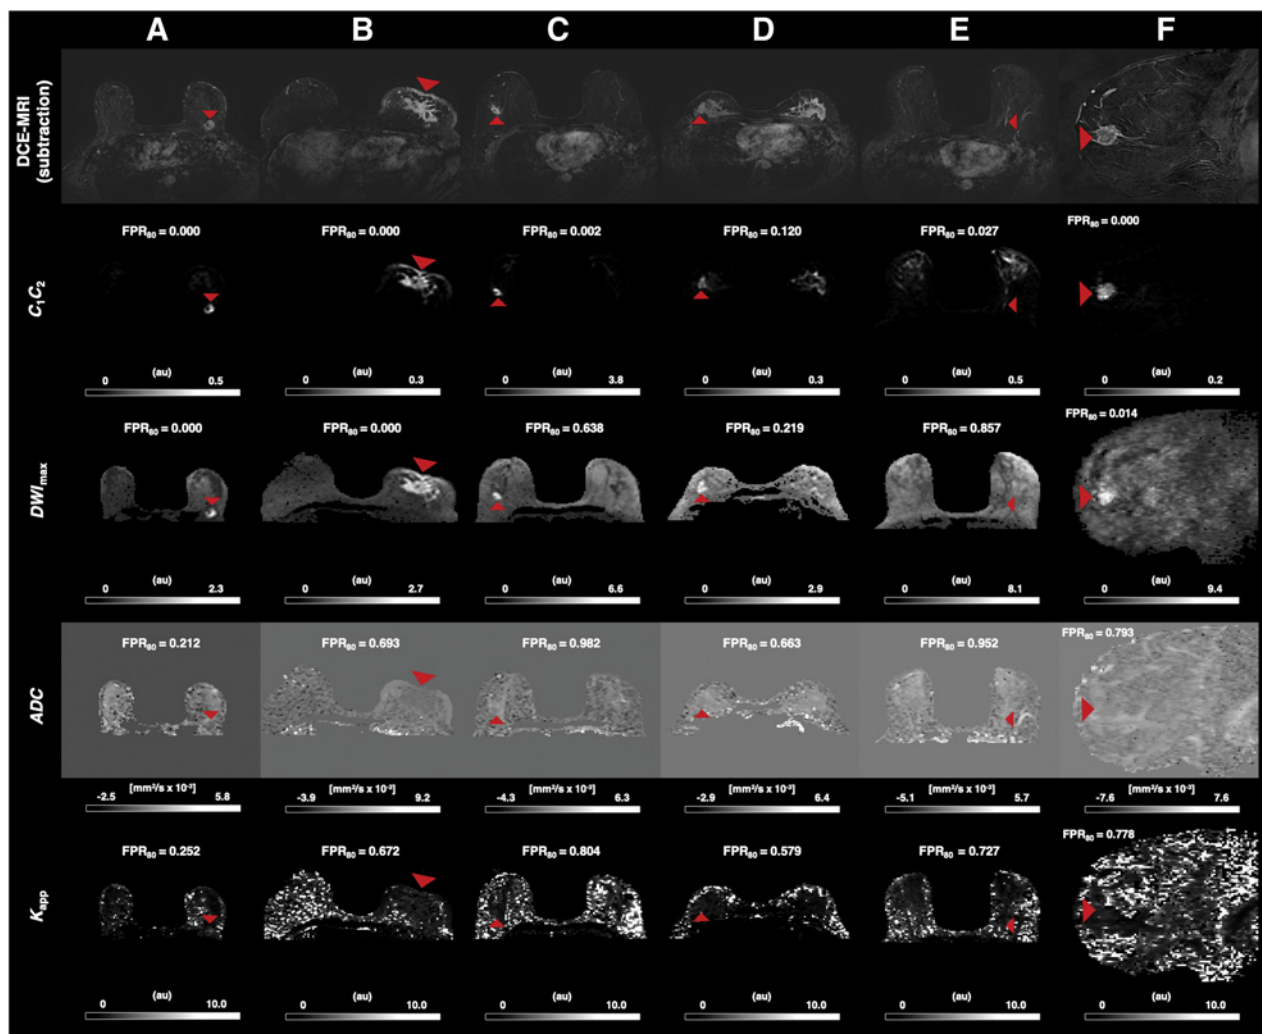 A B C D E F
DCE-MRI
(subtraction)
C₁C₂
FPR₈₀ = 0.000 FPR₈₀ = 0.000 FPR₈₀ = 0.002 FPR₈₀ = 0.120 FPR₈₀ = 0.027 FPR₈₀ = 0.000
0 (au) 0.5 0 (au) 0.3 0 (au) 3.8 0 (au) 0.3 0 (au) 0.5 0 (au) 0.2
DWIₘₐₓ
FPR₈₀ = 0.000 FPR₈₀ = 0.000 FPR₈₀ = 0.638 FPR₈₀ = 0.219 FPR₈₀ = 0.857 FPR₈₀ = 0.014
0 (au) 2.3 0 (au) 2.7 0 (au) 6.6 0 (au) 2.9 0 (au) 8.1 0 (au) 9.4
ADC
FPR₈₀ = 0.212 FPR₈₀ = 0.693 FPR₈₀ = 0.982 FPR₈₀ = 0.663 FPR₈₀ = 0.952 FPR₈₀ = 0.793
-2.5 [mm²/s x 10⁻³] 5.8 -3.9 [mm²/s x 10⁻³] 9.2 -4.3 [mm²/s x 10⁻³] 6.3 -2.9 [mm²/s x 10⁻³] 6.4 -5.1 [mm²/s x 10⁻³] 5.7 -7.6 [mm²/s x 10⁻³] 7.6
Kₐₚₚ
FPR₈₀ = 0.252 FPR₈₀ = 0.672 FPR₈₀ = 0.804 FPR₈₀ = 0.579 FPR₈₀ = 0.727 FPR₈₀ = 0.778
0 (au) 10.0 0 (au) 10.0 0 (au) 10.0 0 (au) 10.0 0 (au) 10.0 0 (au) 10.0